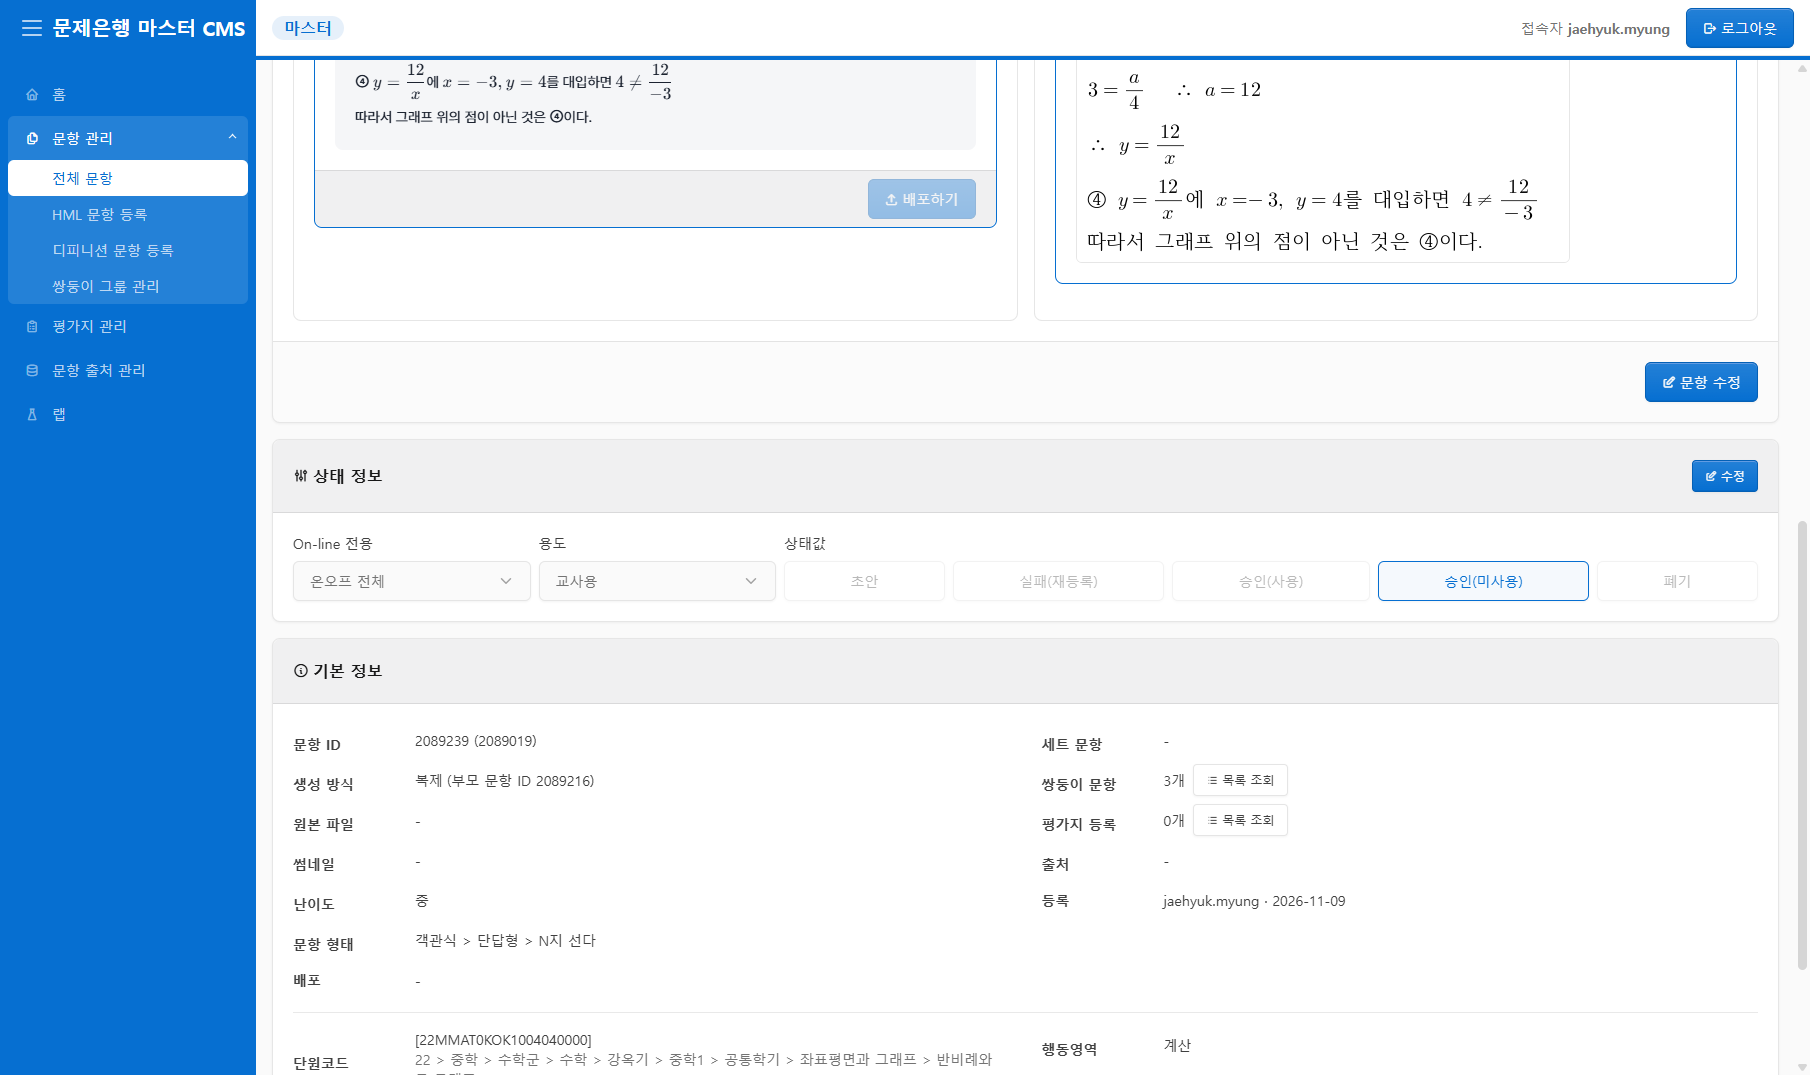 문제은행 마스터 CMS
마스터
접속자 jaehyuk.myung
로그아웃
홈
문항 관리
전체 문항
HML 문항 등록
디피니션 문항 등록
쌍둥이 그룹 관리
평가지 관리
문항 출처 관리
랩
④ y = 12/x에 x = −3, y = 4를 대입하면 4 ≠ 12/−3
따라서 그래프 위의 점이 아닌 것은 ④이다.
배포하기
3 = a/4 ∴ a = 12
∴ y = 12/x
④ y = 12/x에 x = −3, y = 4를 대입하면 4 ≠ 12/−3
따라서 그래프 위의 점이 아닌 것은 ④이다.
문항 수정
상태 정보
수정
On-line 전용
용도
상태값
온오프 전체
교사용
초안
실패(재등록)
승인(사용)
승인(미사용)
폐기
기본 정보
문항 ID
2089239 (2089019)
세트 문항
-
생성 방식
복제 (부모 문항 ID 2089216)
쌍둥이 문항
3개
목록 조회
원본 파일
-
평가지 등록
0개
목록 조회
썸네일
-
출처
-
난이도
중
등록
jaehyuk.myung · 2026-11-09
문항 형태
객관식 > 단답형 > N지 선다
배포
-
단원코드
[22MMAT0KOK1004040000]
22 > 중학 > 수학군 > 수학 > 강옥기 > 중학1 > 공통학기 > 좌표평면과 그래프 > 반비례와
행동영역
계산